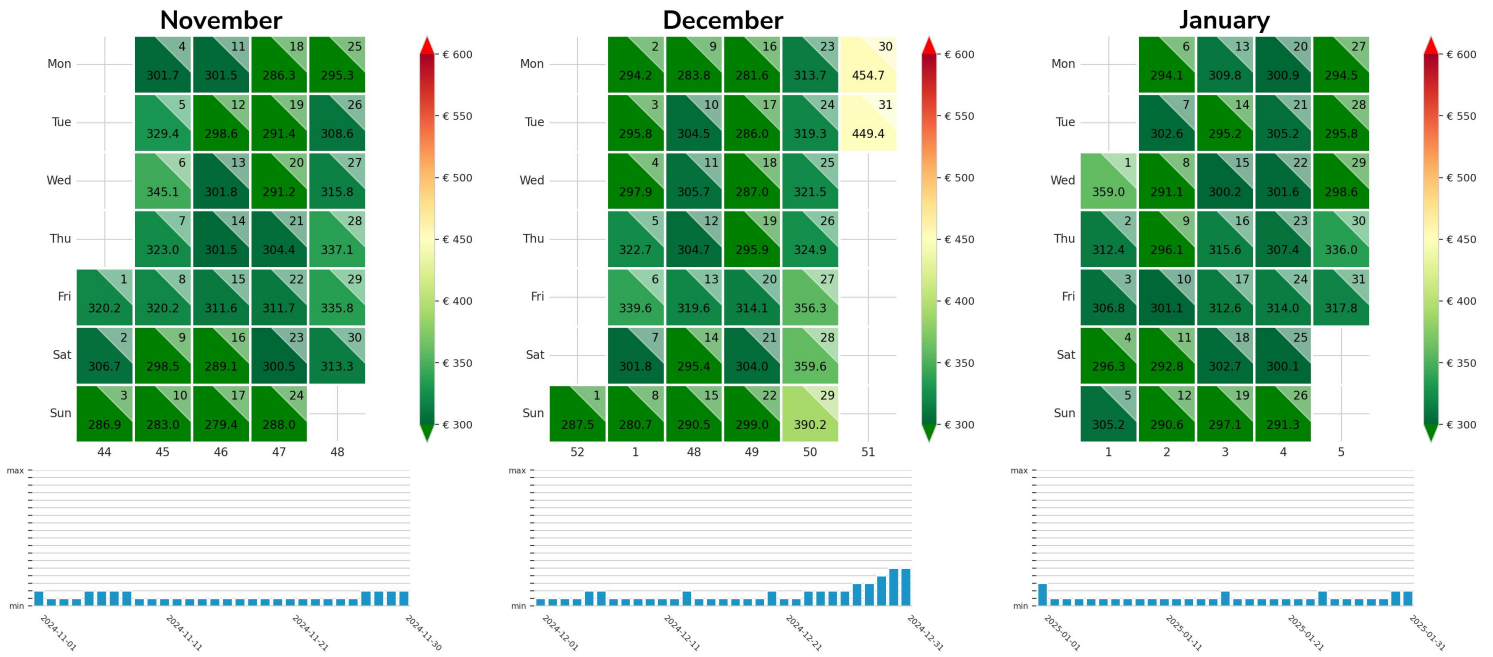 November December January
4 11 18 25 2 9 16 23 30 6 13 20 27
Mon 301.7 301.5 286.3 295.3 Mon 294.2 283.8 281.6 313.7 454.7 Mon 294.1 309.8 300.9 294.5
5 12 19 26 3 10 17 24 31 7 14 21 28
Tue 329.4 298.6 291.4 308.6 Tue 295.8 304.5 286.0 319.3 449.4 Tue 302.6 295.2 305.2 295.8
6 13 20 27 4 11 18 25 1 8 15 22 29
Wed 345.1 301.8 291.2 315.8 Wed 297.9 305.7 287.0 321.5 Wed 359.0 291.1 300.2 301.6 298.6
7 14 21 28 5 12 19 26 2 9 16 23 30
Thu 323.0 301.5 304.4 337.1 Thu 322.7 304.7 295.9 324.9 Thu 312.4 296.1 315.6 307.4 336.0
1 8 15 22 29 6 13 20 27 3 10 17 24 31
Fri 320.2 320.2 311.6 311.7 335.8 Fri 339.6 319.6 314.1 356.3 Fri 306.8 301.1 312.6 314.0 317.8
2 9 16 23 30 7 14 21 28 4 11 18 25
Sat 306.7 298.5 289.1 300.5 313.3 Sat 301.8 295.4 304.0 359.6 Sat 296.3 292.8 302.7 300.1
3 10 17 24 1 8 15 22 29 5 12 19 26
Sun 286.9 283.0 279.4 288.0 Sun 287.5 280.7 290.5 299.0 390.2 Sun 305.2 290.6 297.1 291.3
44 45 46 47 48 52 1 48 49 50 51 1 2 3 4 5
€ 600 € 600 € 600
€ 550 € 550 € 550
€ 500 € 500 € 500
€ 450 € 450 € 450
€ 400 € 400 € 400
€ 350 € 350 € 350
€ 300 € 300 € 300
max max max
min min min
2024-11-01 2024-11-11 2024-11-21 2024-11-30 2024-12-01 2024-12-11 2024-12-21 2024-12-31 2025-01-01 2025-01-11 2025-01-21 2025-01-31